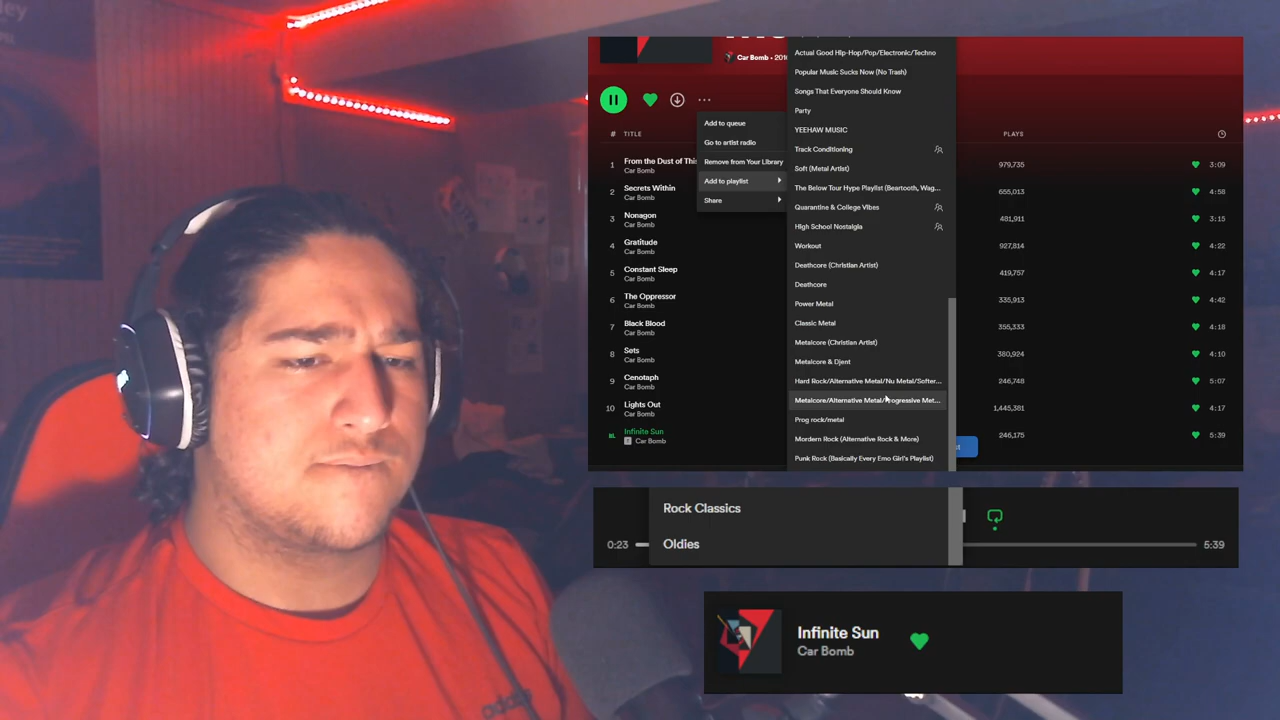 Car Bomb • 201
# TITLE
PLAYS
1
From the Dust of Thi
Car Bomb
979,735
3:09
2
Secrets Within
Car Bomb
655,013
4:58
3
Nonagon
Car Bomb
481,911
3:15
4
Gratitude
Car Bomb
927,814
4:22
5
Constant Sleep
Car Bomb
419,757
4:17
6
The Oppressor
Car Bomb
335,913
4:42
7
Black Blood
Car Bomb
355,333
4:18
8
Sets
Car Bomb
380,924
4:10
9
Cenotaph
Car Bomb
246,748
5:07
10
Lights Out
Car Bomb
1,445,381
4:17
Infinite Sun
E Car Bomb
246,175
5:39
Add to queue
Go to artist radio
Remove from Your Library
Add to playlist
Share
Actual Good Hip-Hop/Pop/Electronic/Techno
Popular Music Sucks Now (No Trash)
Songs That Everyone Should Know
Party
YEEHAW MUSIC
Track Conditioning
Soft (Metal Artist)
The Below Tour Hype Playlist (Beartooth, Wag...
Quarantine & College Vibes
High School Nostalgia
Workout
Deathcore (Christian Artist)
Deathcore
Power Metal
Classic Metal
Metalcore (Christian Artist)
Metalcore & Djent
Hard Rock/Alternative Metal/Nu Metal/Softer...
Metalcore/Alternative Metal/Progressive Met...
Prog rock/metal
Mordern Rock (Alternative Rock & More)
Punk Rock (Basically Every Emo Girl's Playlist)
Rock Classics
Oldies
0:23
5:39
Infinite Sun
Car Bomb
adidas